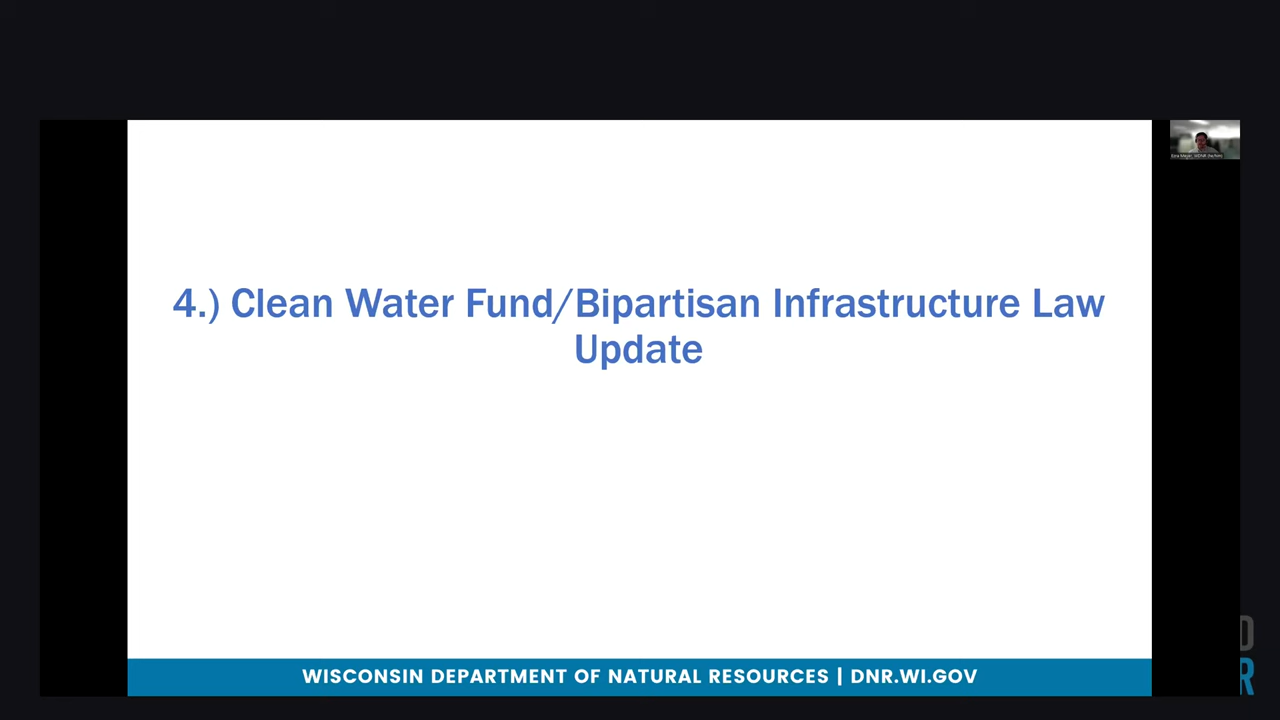 4.) Clean Water Fund/Bipartisan Infrastructure Law
Update
WISCONSIN DEPARTMENT OF NATURAL RESOURCES | DNR.WI.GOV